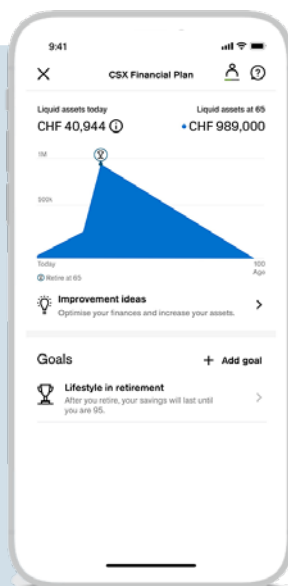 9:41
CSX Financial Plan
Liquid assets today
Liquid assets at 65
CHF 40,944
CHF 989,000
1M
500k
Today
100
Age
Retire at 65
Improvement ideas
Optimise your finances and increase your assets.
Goals
+ Add goal
Lifestyle in retirement
After you retire, your savings will last until
you are 95.